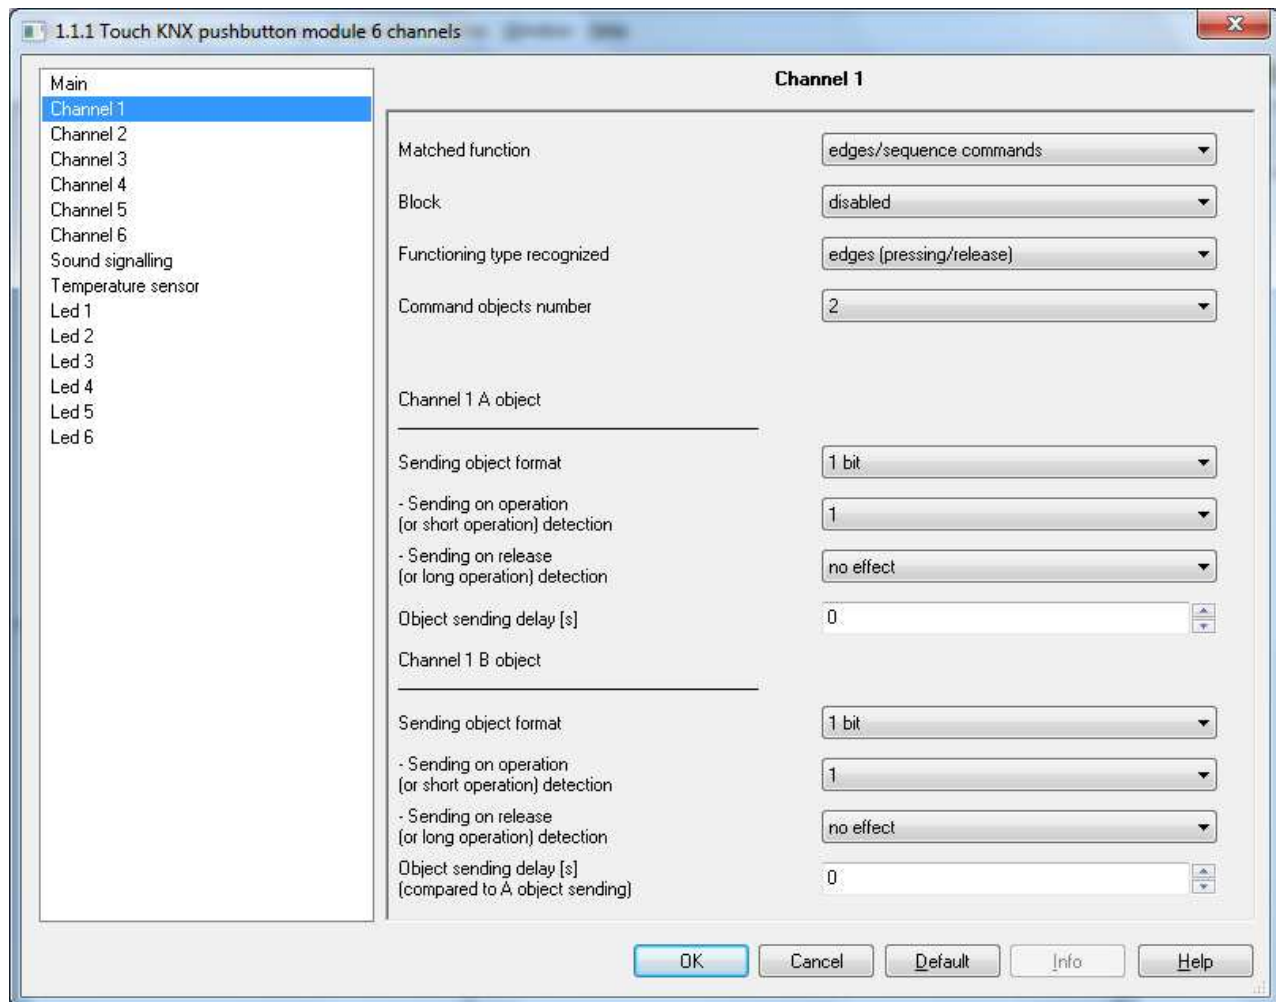 1.1.1 Touch KNX pushbutton module 6 channels
Main
Channel 1
Channel 2
Channel 3
Channel 4
Channel 5
Channel 6
Sound signalling
Temperature sensor
Led 1
Led 2
Led 3
Led 4
Led 5
Led 6
Channel 1
Matched function
edges/sequence commands
Block
disabled
Functioning type recognized
edges (pressing/release)
Command objects number
2
Channel 1 A object
Sending object format
1 bit
- Sending on operation
(or short operation) detection
1
- Sending on release
(or long operation) detection
no effect
Object sending delay [s]
0
Channel 1 B object
Sending object format
1 bit
- Sending on operation
(or short operation) detection
1
- Sending on release
(or long operation) detection
no effect
Object sending delay [s]
(compared to A object sending)
0
OK
Cancel
Default
Info
Help